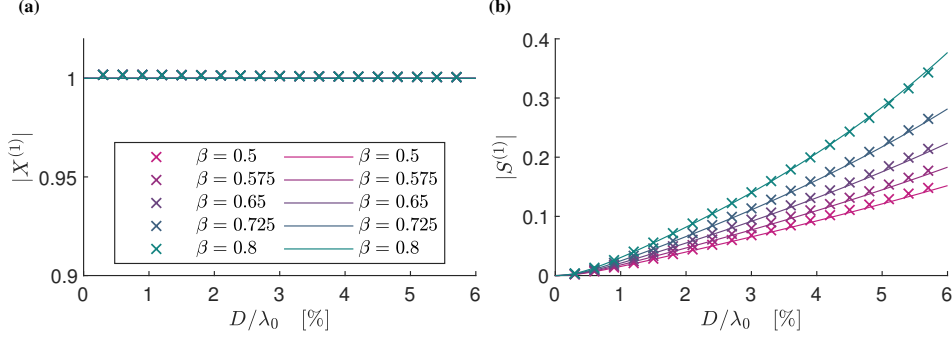 (a)
1
0.95
0.9
|X⁽¹⁾|
0 1 2 3 4 5 6
D/λ₀ [%]
β = 0.5 β = 0.5
β = 0.575 β = 0.575
β = 0.65 β = 0.65
β = 0.725 β = 0.725
β = 0.8 β = 0.8
(b)
0.4
0.3
0.2
0.1
0
|S⁽¹⁾|
0 1 2 3 4 5 6
D/λ₀ [%]